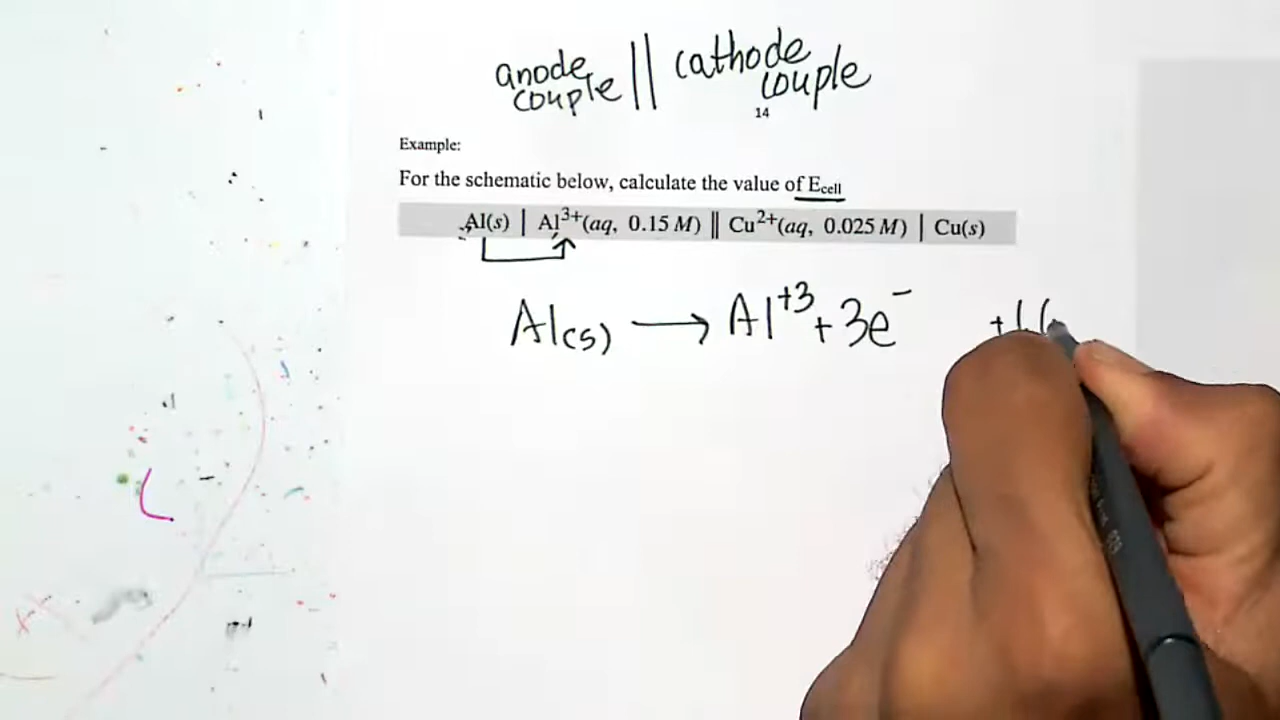 anode || cathode
couple couple
14
Example:
For the schematic below, calculate the value of Ecell
Al(s) | Al³⁺(aq, 0.15 M) || Cu²⁺(aq, 0.025 M) | Cu(s)
Al(s) → Al⁺³ + 3e⁻